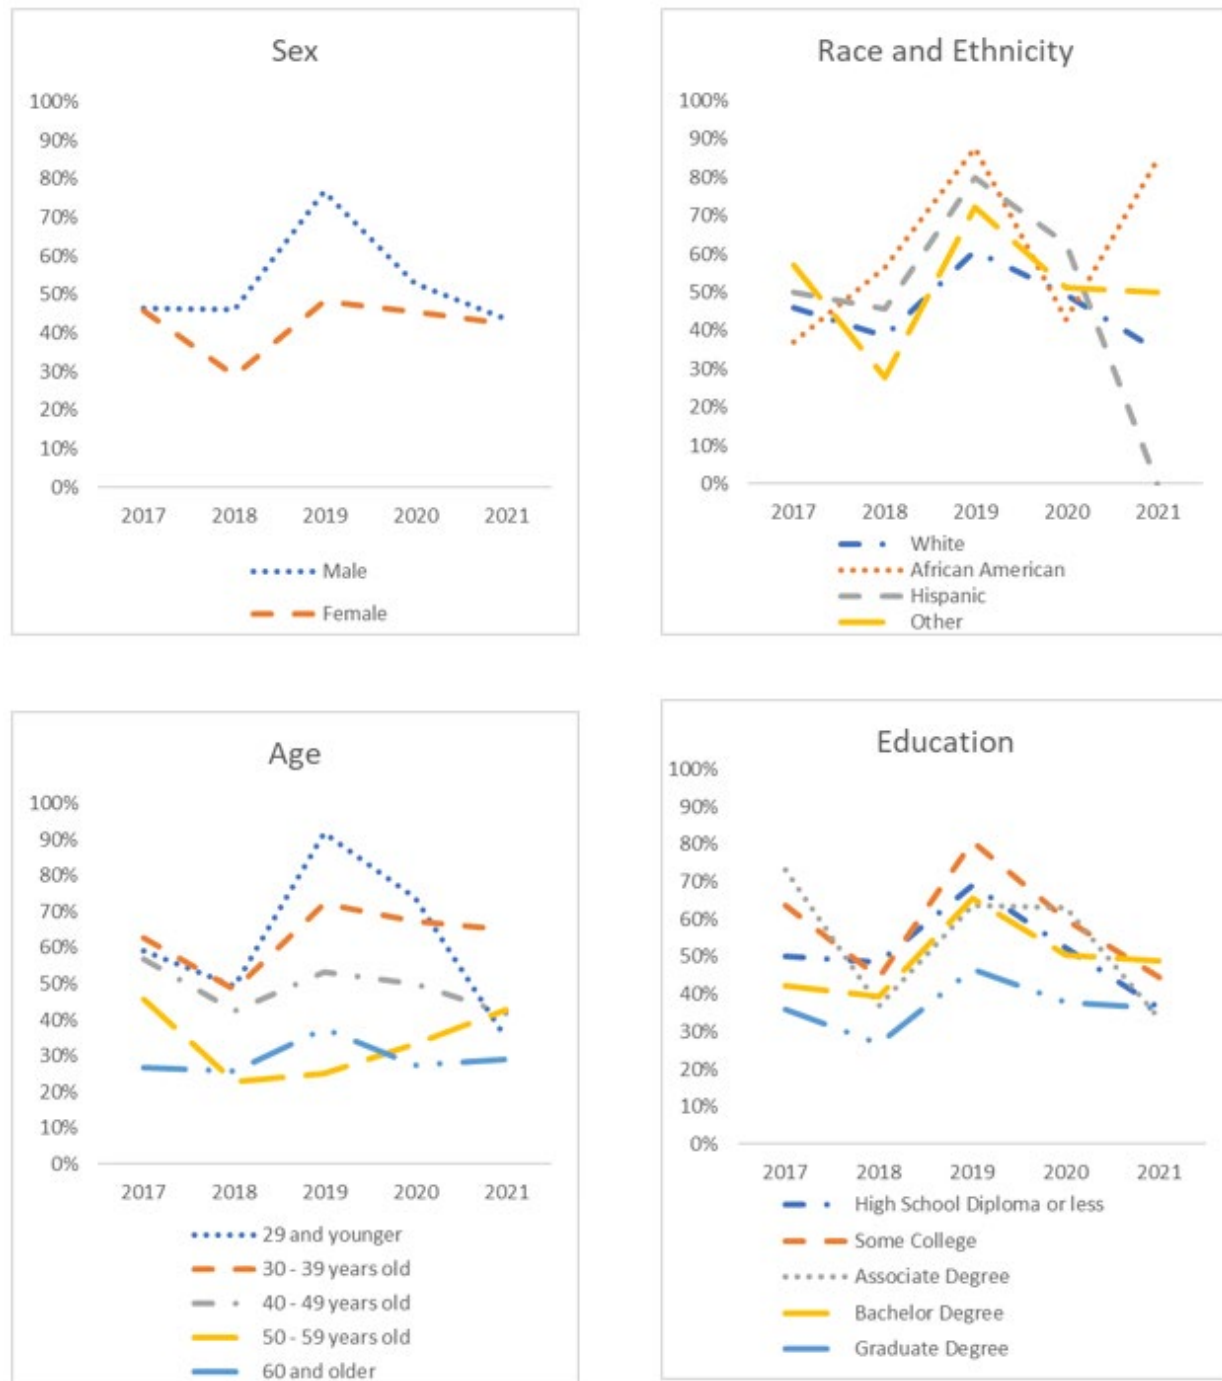 Sex
100%
90%
80%
70%
60%
50%
40%
30%
20%
10%
0%
2017 2018 2019 2020 2021
Male
Female
Race and Ethnicity
100%
90%
80%
70%
60%
50%
40%
30%
20%
10%
0%
2017 2018 2019 2020 2021
White
African American
Hispanic
Other
Age
100%
90%
80%
70%
60%
50%
40%
30%
20%
10%
0%
2017 2018 2019 2020 2021
29 and younger
30 - 39 years old
40 - 49 years old
50 - 59 years old
60 and older
Education
100%
90%
80%
70%
60%
50%
40%
30%
20%
10%
0%
2017 2018 2019 2020 2021
High School Diploma or less
Some College
Associate Degree
Bachelor Degree
Graduate Degree